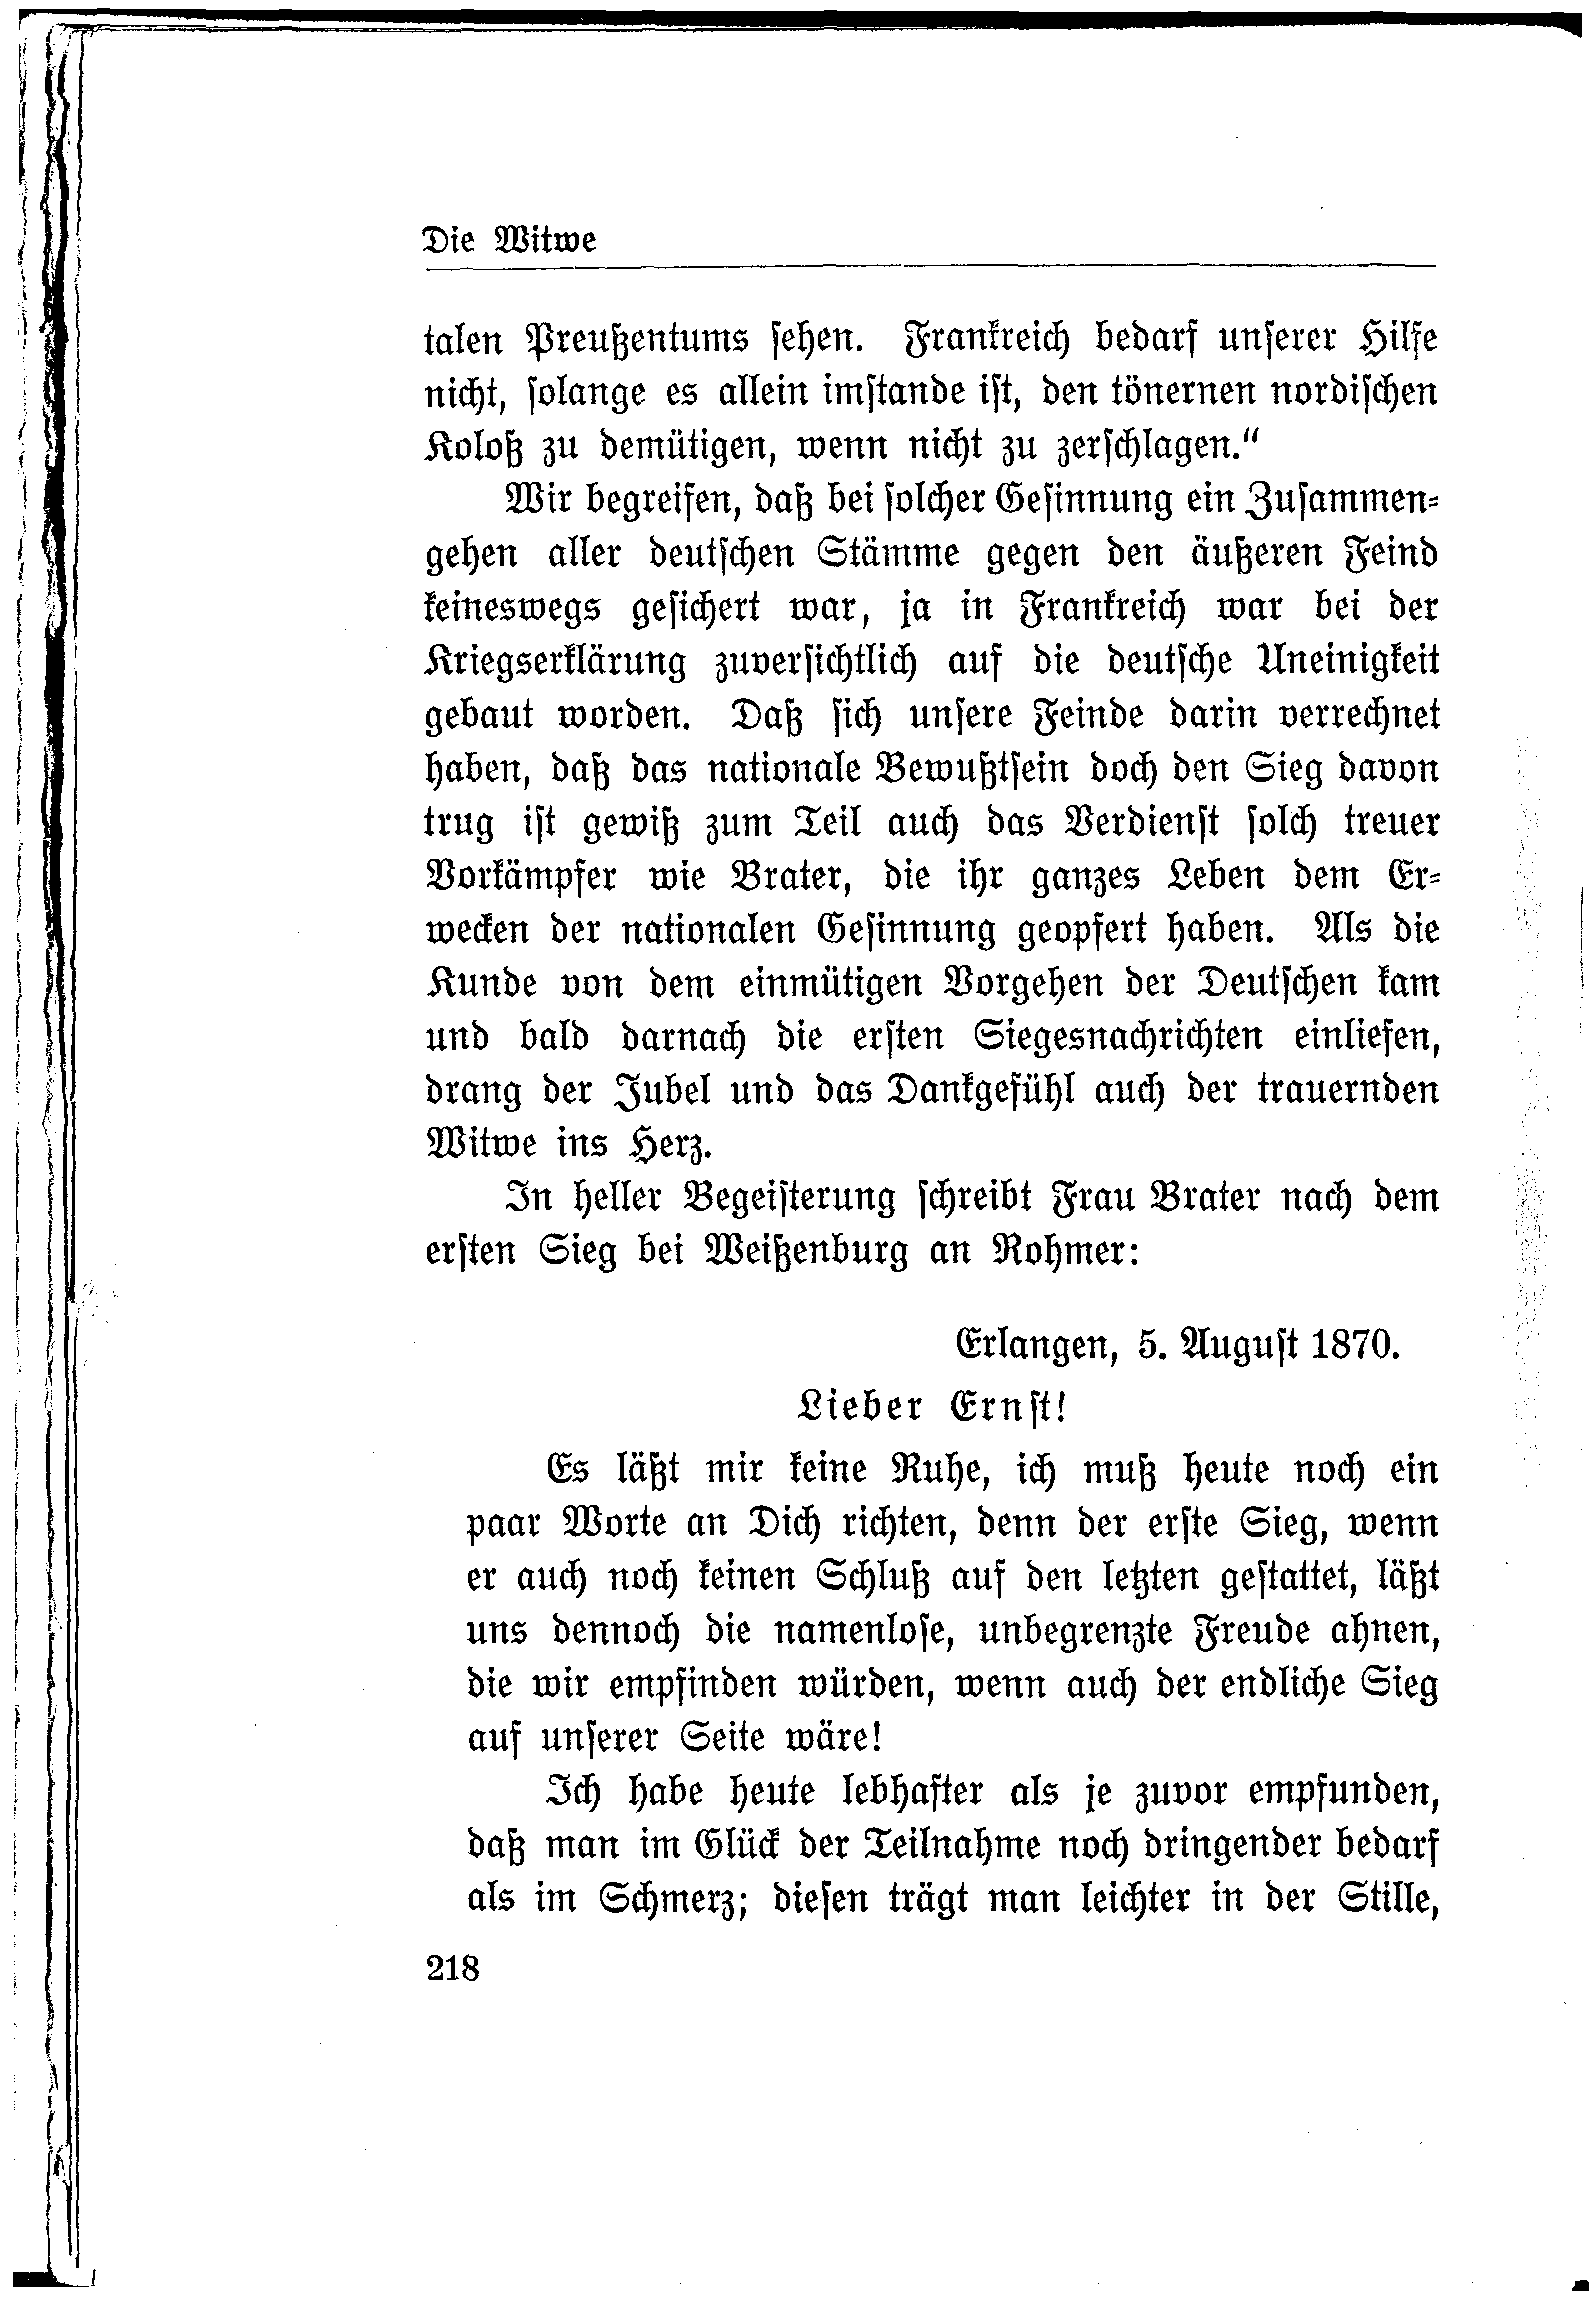 Die Witwe
talen Preußentums sehen. Frankreich bedarf unserer Hilfe
nicht, solange es allein imstande ist, den tönernen nordischen
Koloß zu demütigen, wenn nicht zu zerschlagen.“
Wir begreifen, daß bei solcher Gesinnung ein Zusammen-
gehen aller deutschen Stämme gegen den äußeren Feind
keineswegs gesichert war, ja in Frankreich war bei der
Kriegserklärung zuversichtlich auf die deutsche Uneinigkeit
gebaut worden. Daß sich unsere Feinde darin verrechnet
haben, daß das nationale Bewußtsein doch den Sieg davon
trug ist gewiß zum Teil auch das Verdienst solch treuer
Vorkämpfer wie Brater, die ihr ganzes Leben dem Er-
wecken der nationalen Gesinnung geopfert haben. Als die
Kunde von dem einmütigen Vorgehen der Deutschen kam
und bald darnach die ersten Siegesnachrichten einliefen,
drang der Jubel und das Dankgefühl auch der trauernden
Witwe ins Herz.
In heller Begeisterung schreibt Frau Brater nach dem
ersten Sieg bei Weißenburg an Rohmer:
Erlangen, 5. August 1870.
Lieber Ernst!
Es läßt mir keine Ruhe, ich muß heute noch ein
paar Worte an Dich richten, denn der erste Sieg, wenn
er auch noch keinen Schluß auf den letzten gestattet, läßt
uns dennoch die namenlose, unbegrenzte Freude ahnen,
die wir empfinden würden, wenn auch der endliche Sieg
auf unserer Seite wäre!
Ich habe heute lebhafter als je zuvor empfunden,
daß man im Glück der Teilnahme noch dringender bedarf
als im Schmerz; diesen trägt man leichter in der Stille,
218